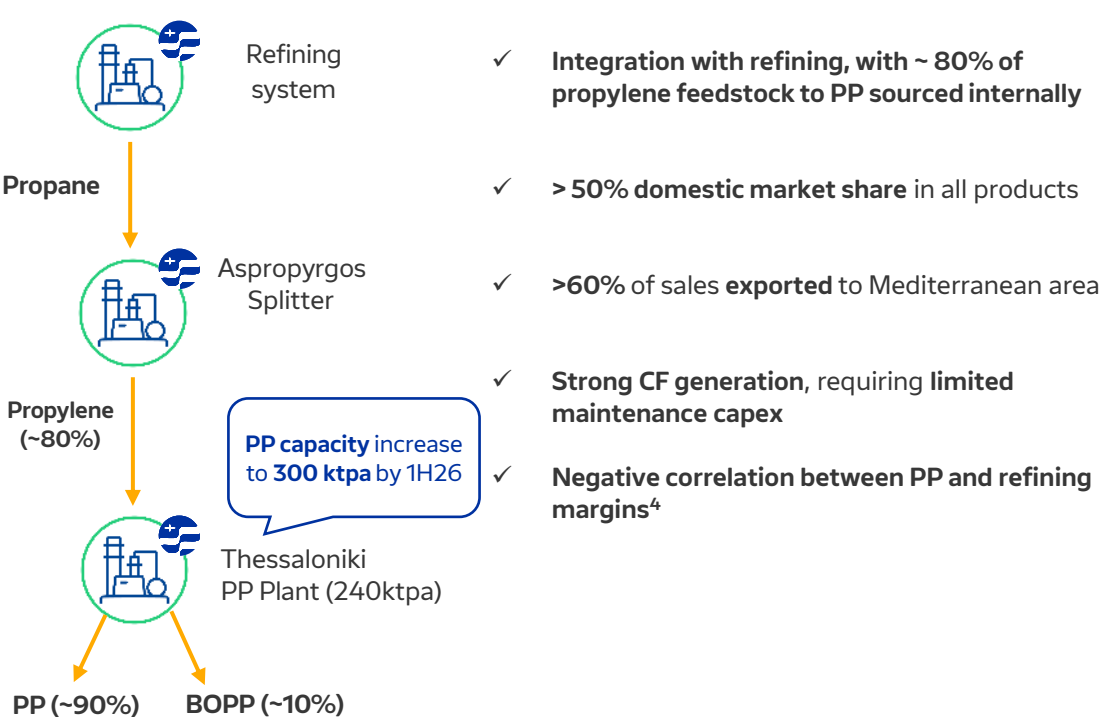 Refining
system
Propane
Aspropyrgos
Splitter
Propylene
(~80%)
PP capacity increase
to 300 ktpa by 1H26
Thessaloniki
PP Plant (240ktpa)
PP (~90%)
BOPP (~10%)
✓ Integration with refining, with ~ 80% of
propylene feedstock to PP sourced internally
✓ > 50% domestic market share in all products
✓ >60% of sales exported to Mediterranean area
✓ Strong CF generation, requiring limited
maintenance capex
✓ Negative correlation between PP and refining
margins⁴